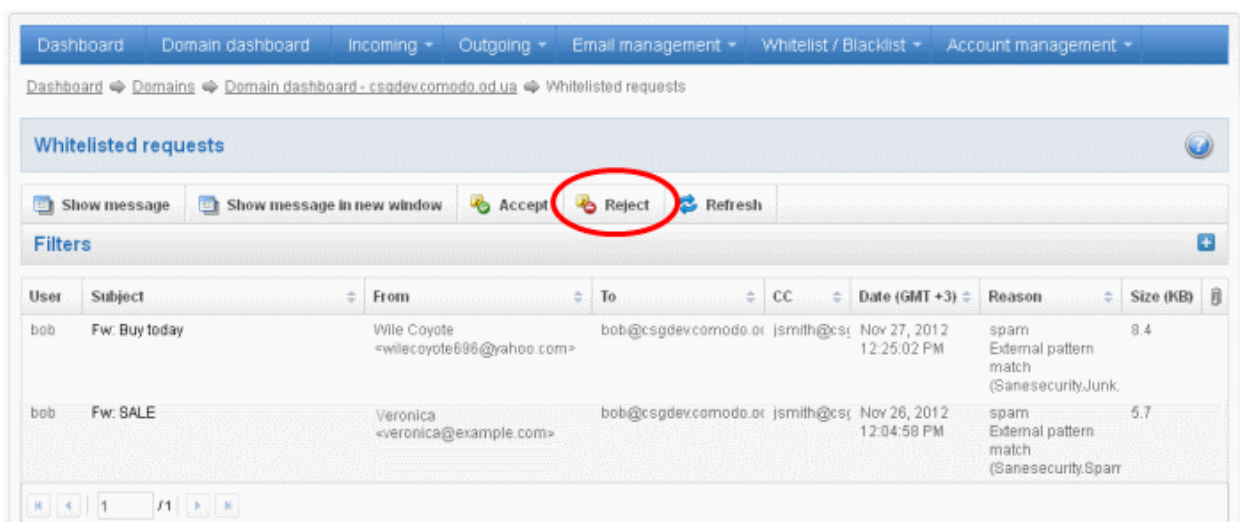 Dashboard Domain dashboard Incoming Outgoing Email management Whitelist / Blacklist Account management
Dashboard Domains Domain dashboard - csgdev.comodo.od.ua Whitelisted requests
Whitelisted requests
Show message Show message in new window Accept Reject Refresh
Filters
User Subject From To CC Date (GMT +3) Reason Size (KB)
bob Fw: Buy today Wile Coyote bob@csgdev.comodo.o jsmith@cs Nov 27, 2012 spam 8.4
<wilecoyote696@yahoo.com> 12:25:02 PM External pattern
match
(Sanesecurity.Junk.
bob Fw: SALE Veronica bob@csgdev.comodo.o jsmith@cs Nov 26, 2012 spam 5.7
<veronica@example.com> 12:04:58 PM External pattern
match
(Sanesecurity.Spam
1 /1